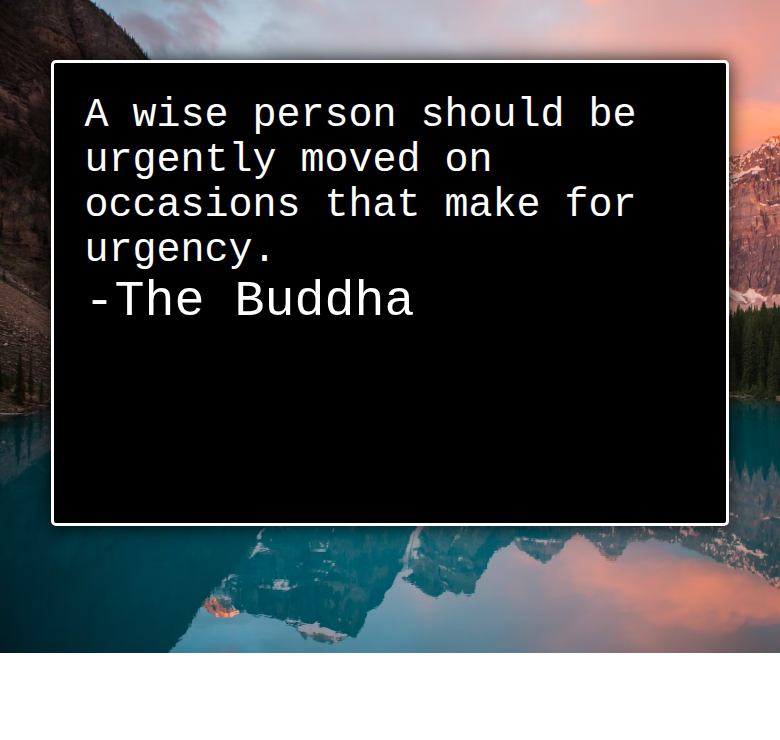 A wise person should be
urgently moved on
occasions that make for
urgency.
-The Buddha